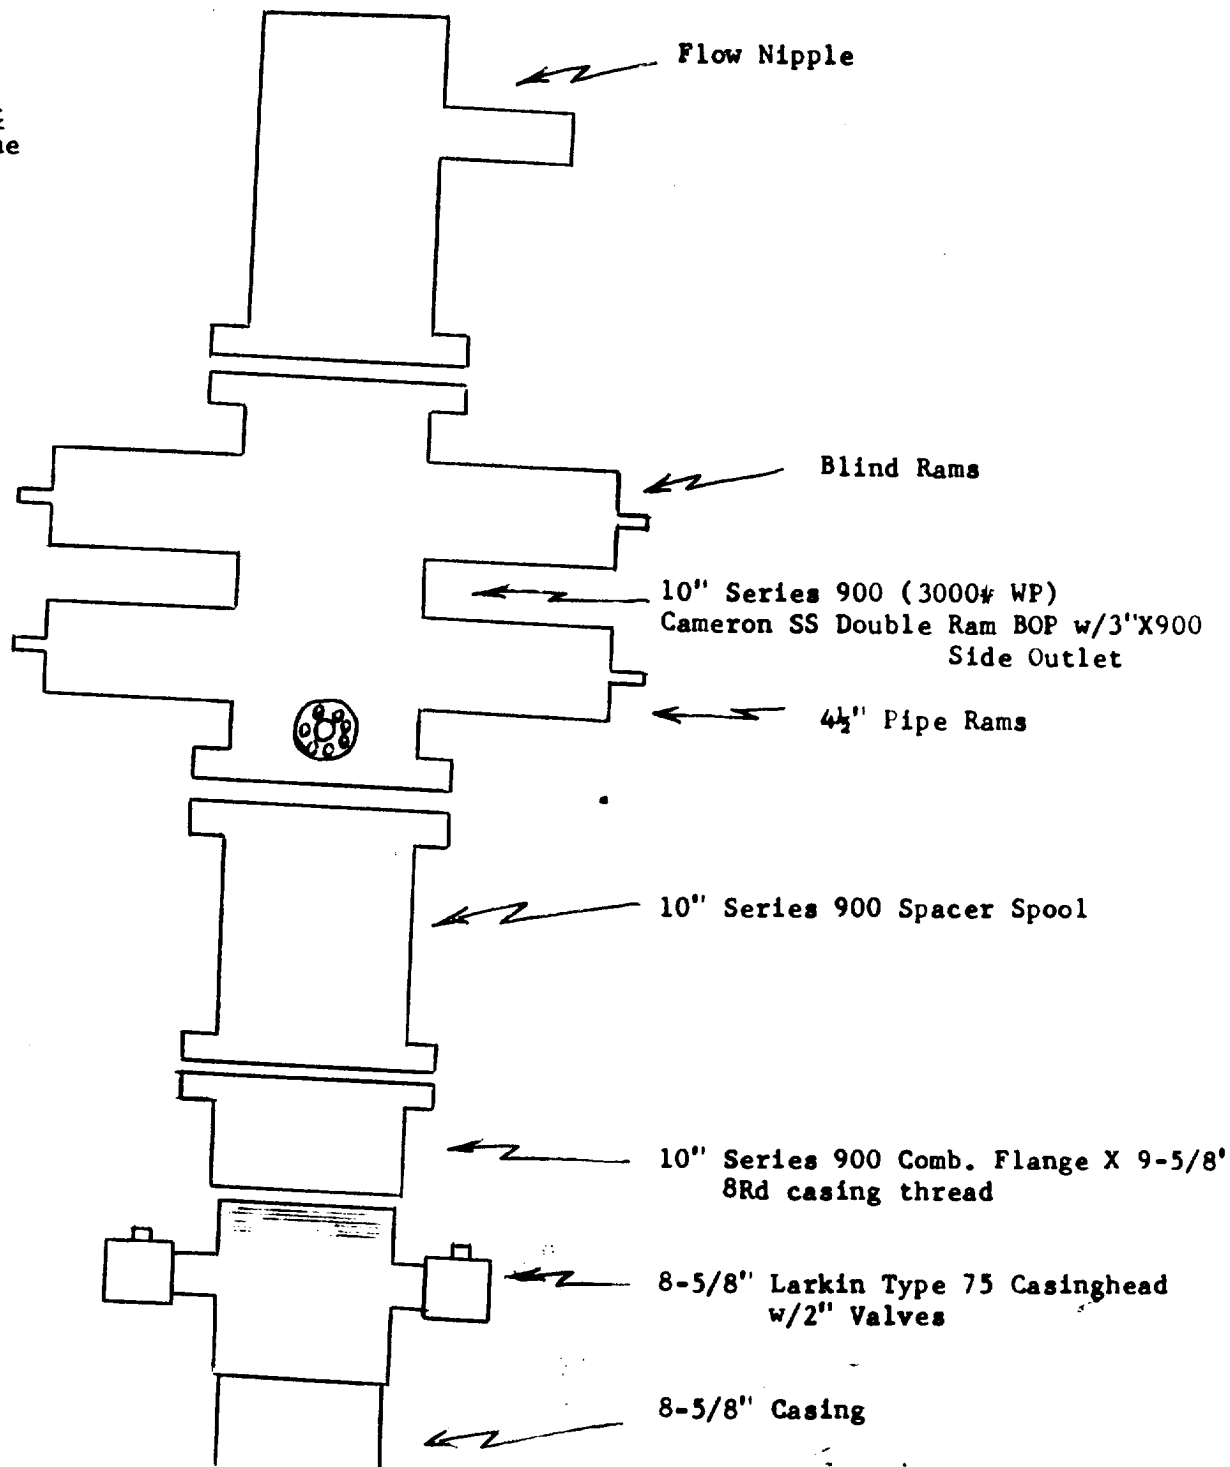 Flow Nipple
Blind Rams
10" Series 900 (3000# WP)
Cameron SS Double Ram BOP w/3"X900
Side Outlet
4½" Pipe Rams
10" Series 900 Spacer Spool
10" Series 900 Comb. Flange X 9-5/8'
8Rd casing thread
8-5/8" Larkin Type 75 Casinghead
w/2" Valves
8-5/8" Casing